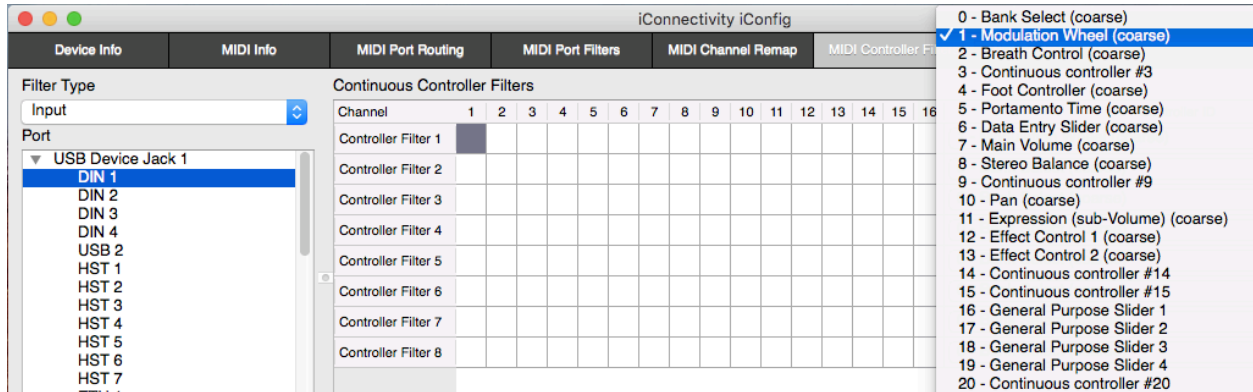 iConnectivity iConfig
Device Info MIDI Info MIDI Port Routing MIDI Port Filters MIDI Channel Remap MIDI Controller
Filter Type
Input
Port
USB Device Jack 1
DIN 1
DIN 2
DIN 3
DIN 4
USB 2
HST 1
HST 2
HST 3
HST 4
HST 5
HST 6
HST 7
Continuous Controller Filters
Channel 1 2 3 4 5 6 7 8 9 10 11 12 13 14 15 16
Controller Filter 1
Controller Filter 2
Controller Filter 3
Controller Filter 4
Controller Filter 5
Controller Filter 6
Controller Filter 7
Controller Filter 8
0 - Bank Select (coarse)
✓ 1 - Modulation Wheel (coarse)
2 - Breath Control (coarse)
3 - Continuous controller #3
4 - Foot Controller (coarse)
5 - Portamento Time (coarse)
6 - Data Entry Slider (coarse)
7 - Main Volume (coarse)
8 - Stereo Balance (coarse)
9 - Continuous controller #9
10 - Pan (coarse)
11 - Expression (sub-Volume) (coarse)
12 - Effect Control 1 (coarse)
13 - Effect Control 2 (coarse)
14 - Continuous controller #14
15 - Continuous controller #15
16 - General Purpose Slider 1
17 - General Purpose Slider 2
18 - General Purpose Slider 3
19 - General Purpose Slider 4
20 - Continuous controller #20